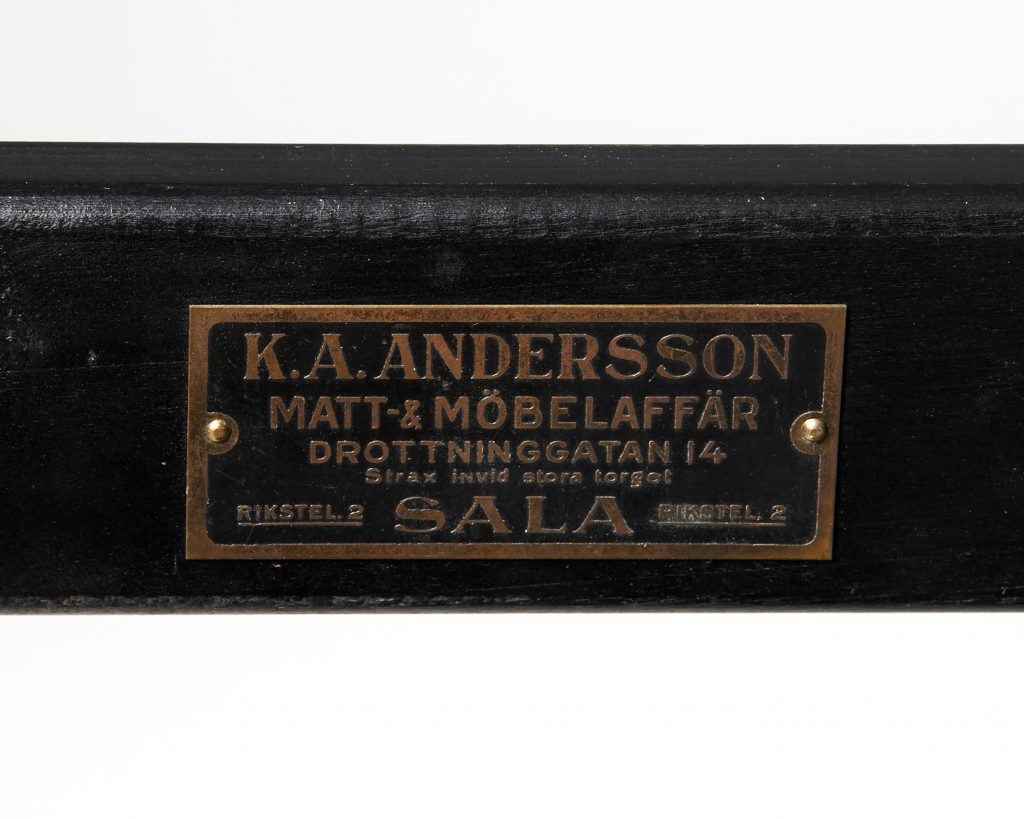 K.A. ANDERSSON
MATT- & MÖBELAFFÄR
DROTTNINGGATAN 14
Strax invid stora torget
RIKSTEL. 2 SALA RIKSTEL. 2